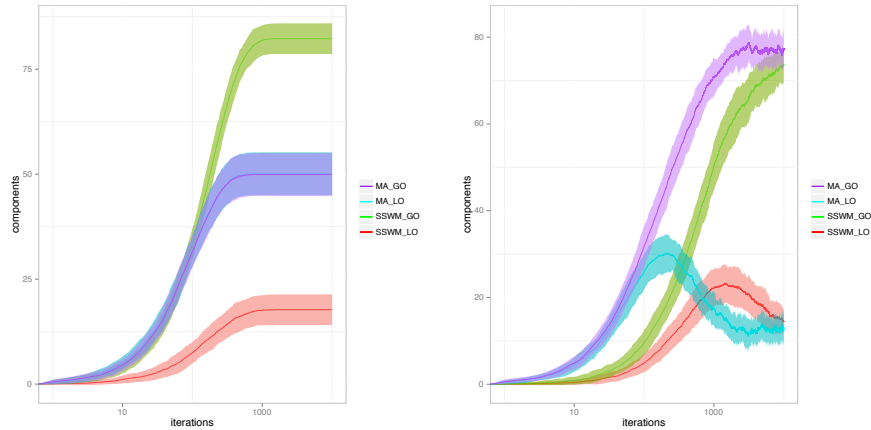 components
75
50
25
0
10
1000
iterations
MA_GO
MA_LO
SSWM_GO
SSWM_LO
components
80
60
40
20
0
10
1000
iterations
MA_GO
MA_LO
SSWM_GO
SSWM_LO